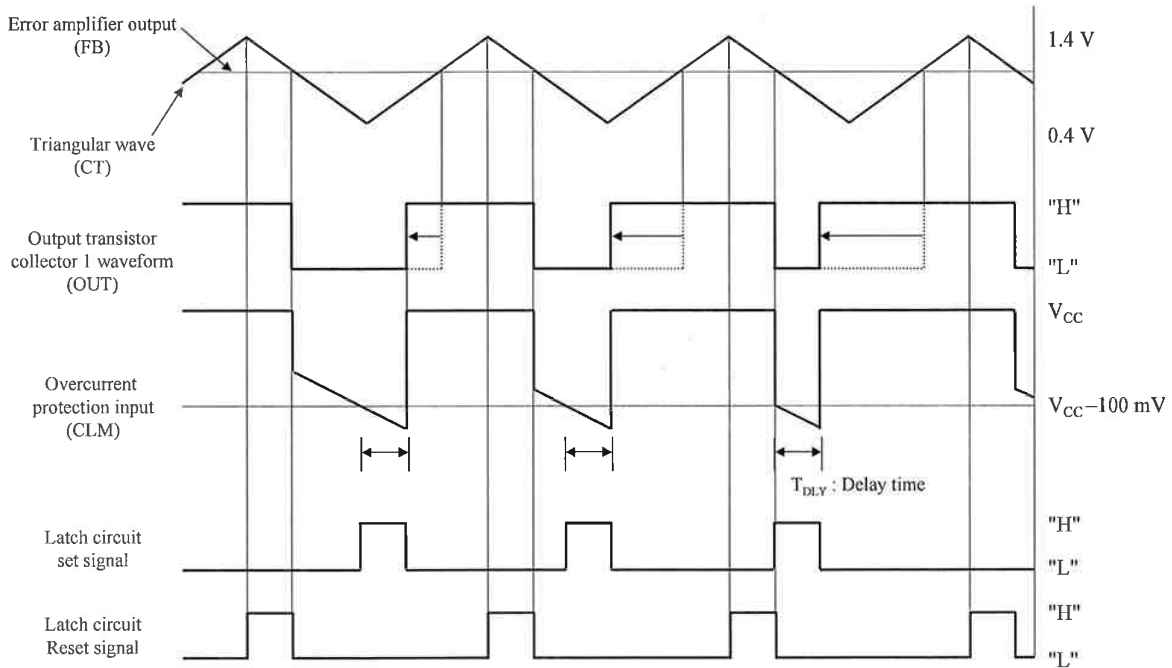 Error amplifier output
(FB)
1.4 V
0.4 V
Triangular wave
(CT)
"H"
Output transistor
collector 1 waveform
(OUT)
"L"
VCC
Overcurrent
protection input
(CLM)
VCC−100 mV
TDLY : Delay time
Latch circuit
set signal
"H"
"L"
Latch circuit
Reset signal
"H"
"L"